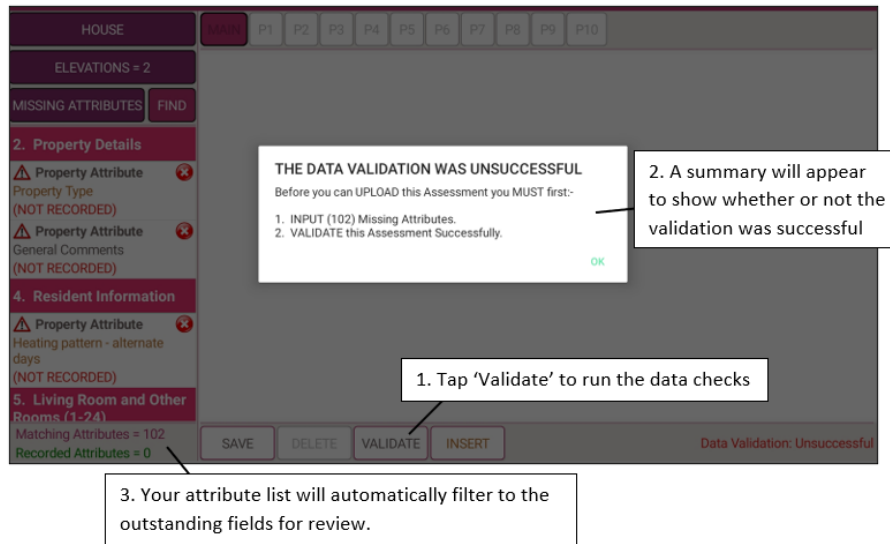 HOUSE
MAIN P1 P2 P3 P4 P5 P6 P7 P8 P9 P10
ELEVATIONS = 2
MISSING ATTRIBUTES FIND
2. Property Details
Property Attribute
Property Type
(NOT RECORDED)
Property Attribute
General Comments
(NOT RECORDED)
4. Resident Information
Property Attribute
Heating pattern - alternate
days
(NOT RECORDED)
5. Living Room and Other
Rooms (1-24)
Matching Attributes = 102
Recorded Attributes = 0
THE DATA VALIDATION WAS UNSUCCESSFUL
Before you can UPLOAD this Assessment you MUST first:-
1. INPUT (102) Missing Attributes.
2. VALIDATE this Assessment Successfully.
OK
2. A summary will appear
to show whether or not the
validation was successful
1. Tap ‘Validate’ to run the data checks
SAVE DELETE VALIDATE INSERT
Data Validation: Unsuccessful
3. Your attribute list will automatically filter to the
outstanding fields for review.